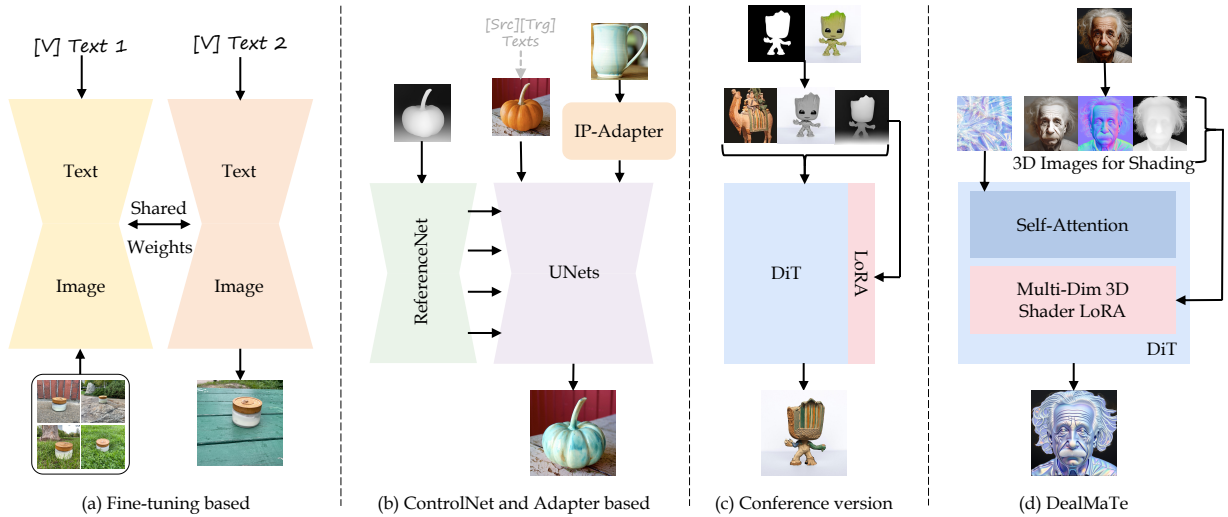 [V] Text 1
[V] Text 2
Text
Text
Shared
Weights
Image
Image
(a) Fine-tuning based
[Src][Trg]
Texts
IP-Adapter
ReferenceNet
UNets
(b) ControlNet and Adapter based
DiT
LoRA
(c) Conference version
3D Images for Shading
Self-Attention
Multi-Dim 3D
Shader LoRA
DiT
(d) DealMaTe